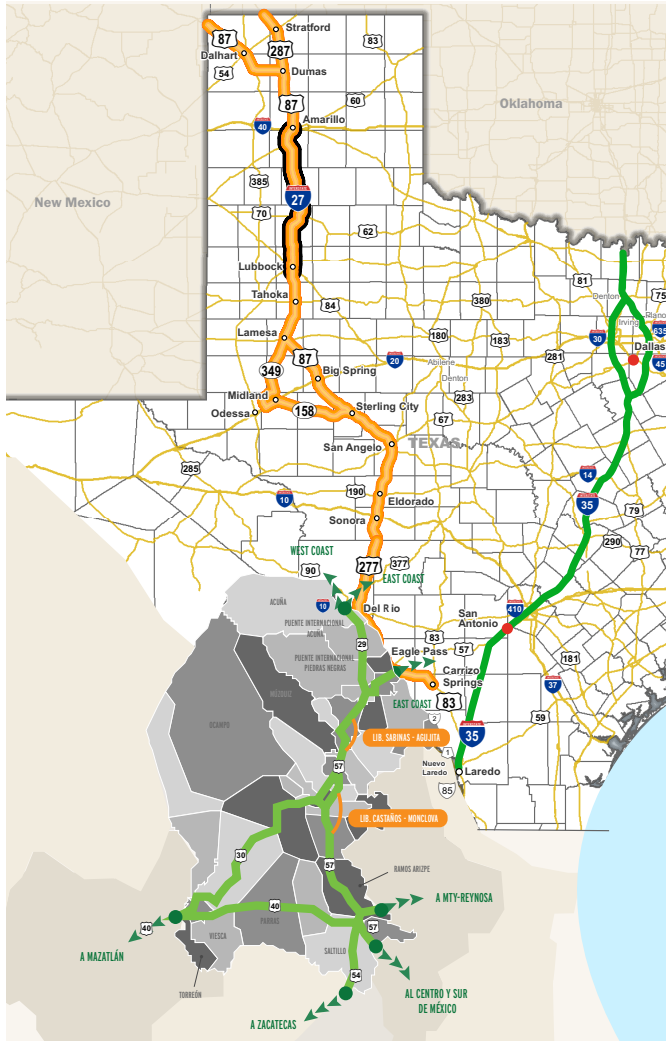 Stratford
87
83
287
Dalhart
54
Dumas
87
60
Oklahoma
40
Amarillo
385
27
New Mexico
70
62
Lubbock
81
Denton
75
Tahoka
84
380
Irving
Plano
635
Lamesa
180
183
30
Dallas
87
20
281
45
349
Abilene
Big Spring
Denton
Midland
283
158
Sterling City
Odessa
67
San Angelo
TEXAS
285
14
190
Eldorado
10
35
79
Sonora
290
WEST COAST
77
90
277
377
EAST COAST
ACUÑA
10
Del Rio
410
San
Antonio
PUENTE INTERNACIONAL
ACUÑA
83
29
Eagle Pass
57
PUENTE INTERNACIONAL
PIEDRAS NEGRAS
Carrizo
Springs
181
37
MÚZQUIZ
EAST COAST
83
59
2
OCAMPO
35
LIB. SABINAS - AGUJITA
1
57
Nuevo
Laredo
Laredo
85
LIB. CASTAÑOS - MONCLOVA
30
57
RAMOS ARIZPE
A MTY-REYNOSA
40
40
PARRAS
57
VIESCA
A MAZATLÁN
SALTILLO
54
TORREÓN
AL CENTRO Y SUR
DE MÉXICO
A ZACATECAS